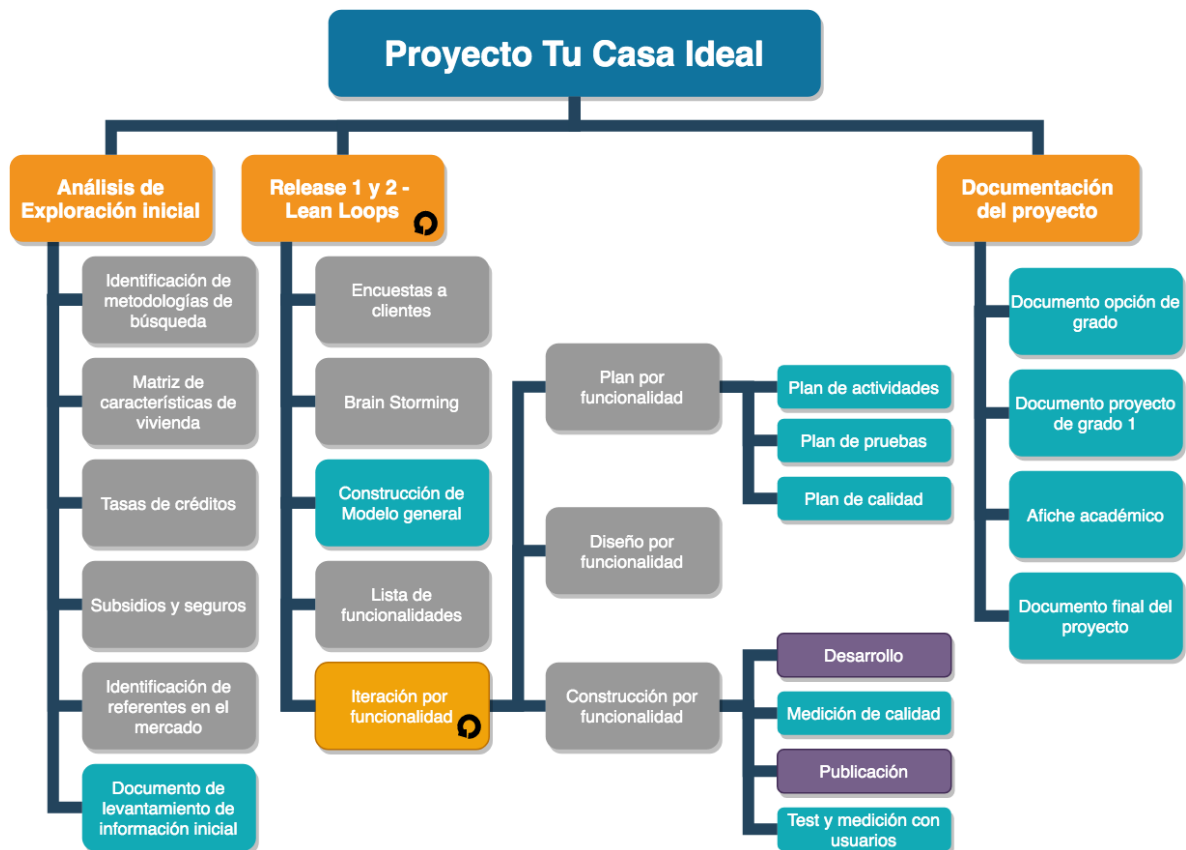 Proyecto Tu Casa Ideal
Análisis de
Exploración inicial
Identificación de
metodologías de
búsqueda
Matriz de
características de
vivienda
Tasas de créditos
Subsidios y seguros
Identificación de
referentes en el
mercado
Documento de
levantamiento de
información inicial
Release 1 y 2 -
Lean Loops
Encuestas a
clientes
Brain Storming
Construcción de
Modelo general
Lista de
funcionalidades
Iteración por
funcionalidad
Plan por
funcionalidad
Plan de actividades
Plan de pruebas
Plan de calidad
Diseño por
funcionalidad
Construcción por
funcionalidad
Desarrollo
Medición de calidad
Publicación
Test y medición con
usuarios
Documentación
del proyecto
Documento opción de
grado
Documento proyecto
de grado 1
Afiche académico
Documento final del
proyecto